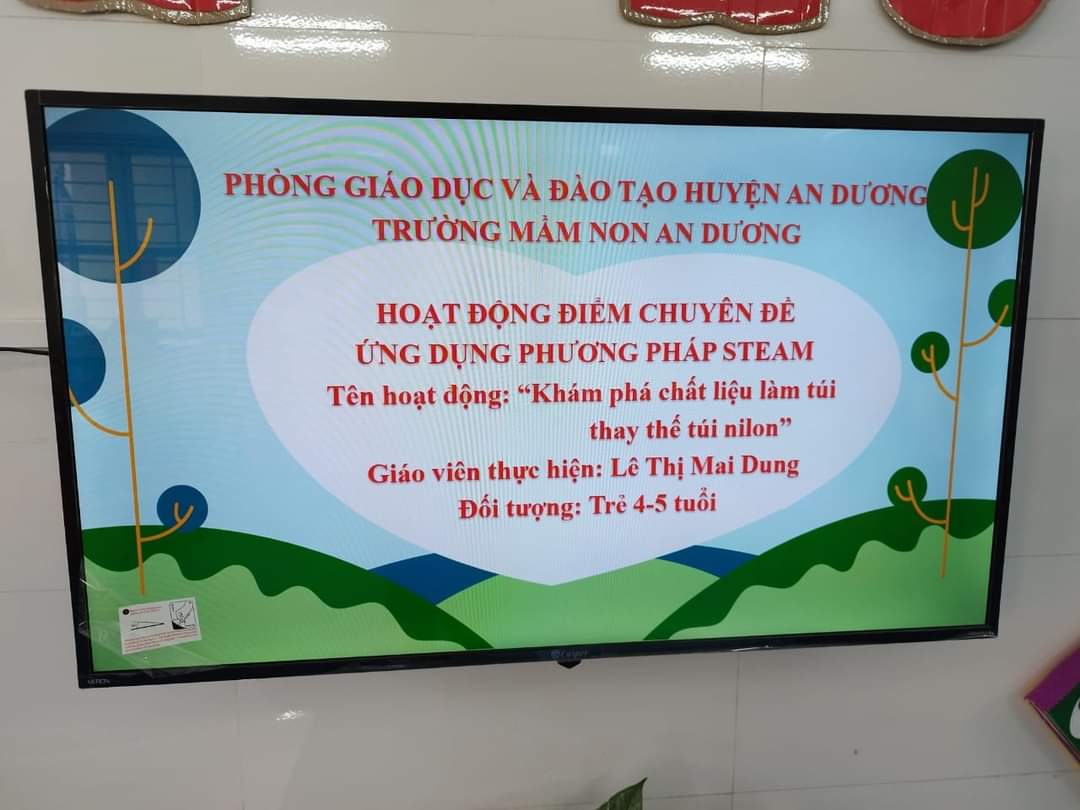 PHÒNG GIÁO DỤC VÀ ĐÀO TẠO HUYỆN AN DƯƠNG
TRƯỜNG MẦM NON AN DƯƠNG
HOẠT ĐỘNG ĐIỂM CHUYÊN ĐỀ
ỨNG DỤNG PHƯƠNG PHÁP STEAM
Tên hoạt động: “Khám phá chất liệu làm túi
thay thế túi nilon”
Giáo viên thực hiện: Lê Thị Mai Dung
Đối tượng: Trẻ 4-5 tuổi
Casper